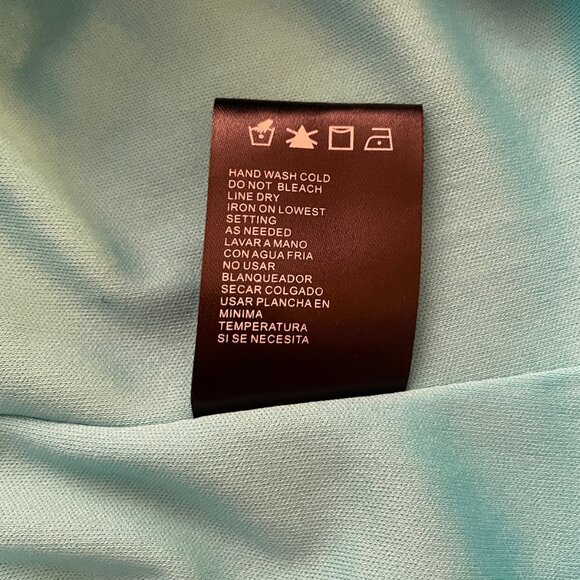 HAND WASH COLD
DO NOT BLEACH
LINE DRY
IRON ON LOWEST
SETTING
AS NEEDED
LAVAR A MANO
CON AGUA FRIA
NO USAR
BLANQUEADOR
SECAR COLGADO
USAR PLANCHA EN
MINIMA
TEMPERATURA
SI SE NECESITA